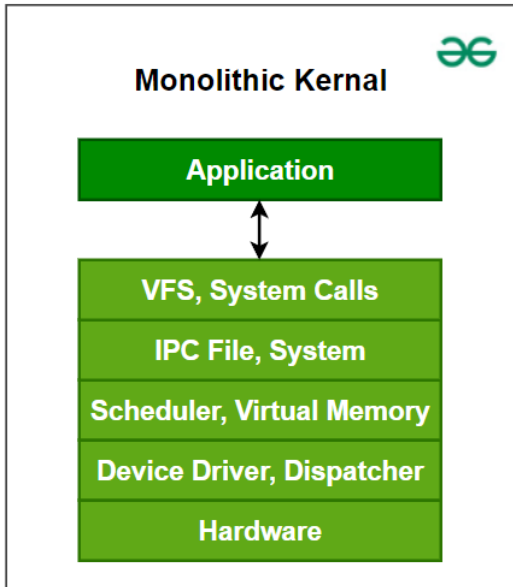 Monolithic Kernal
Application
VFS, System Calls
IPC File, System
Scheduler, Virtual Memory
Device Driver, Dispatcher
Hardware